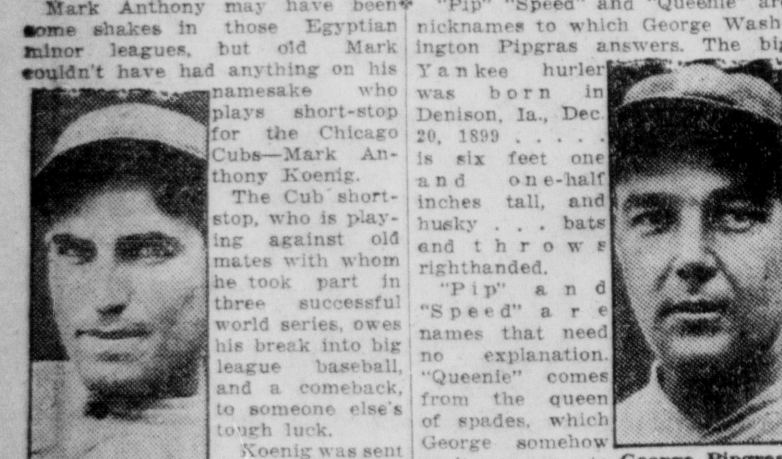 Mark Anthony may have been
some shakes in those Egyptian
minor leagues, but old Mark
couldn't have had anything on his
namesake who
plays short-stop
for the Chicago
Cubs—Mark An-
thony Koenig.
The Cub short-
stop, who is play-
ing against old
mates with whom
he took part in
three successful
world series, owes
his break into big
league baseball,
and a comeback,
to someone else's
tough luck.
Koenig was sent
"Pip" "Speed" and "Queenie" are
nicknames to which George Wash-
ington Pipgras answers. The big
Yankee hurler
was born in
Denison, Ia., Dec.
20, 1899 . . . . .
is six feet one
and one-half
inches tall, and
husky . . . bats
and throws
righthanded.
"Pip" and
"Speed" are
names that need
no explanation.
"Queenie" comes
from the queen
of spades, which
George somehow
George Pipgras